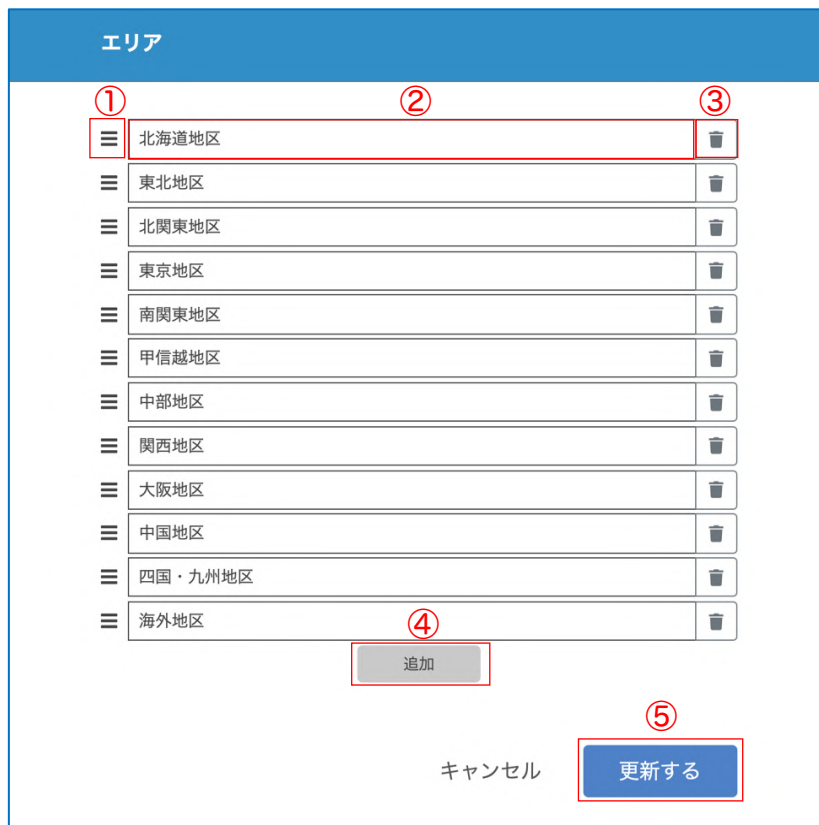 エリア
① ② ③
北海道地区
東北地区
北関東地区
東京地区
南関東地区
甲信越地区
中部地区
関西地区
大阪地区
中国地区
四国・九州地区
海外地区
④
追加
⑤
キャンセル 更新する